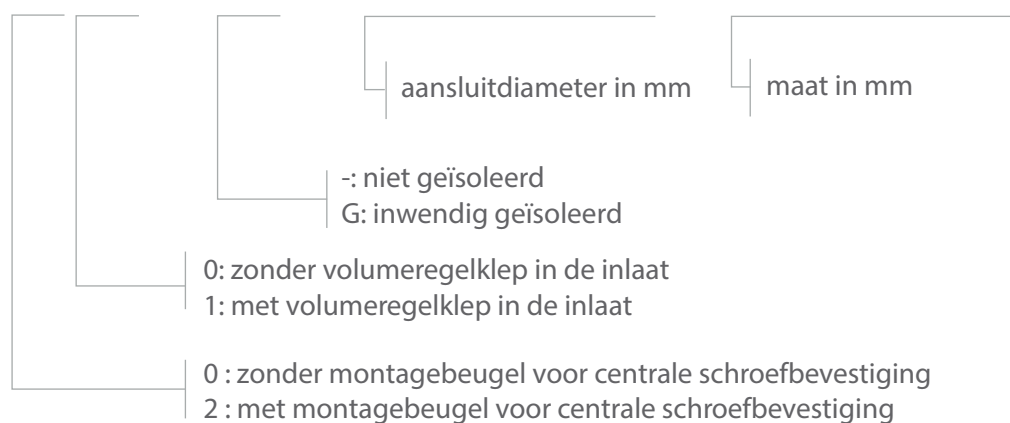 aansluitdiameter in mm
maat in mm
-: niet geïsoleerd
G: inwendig geïsoleerd
0: zonder volumeregelklep in de inlaat
1: met volumeregelklep in de inlaat
0 : zonder montagebeugel voor centrale schroefbevestiging
2 : met montagebeugel voor centrale schroefbevestiging